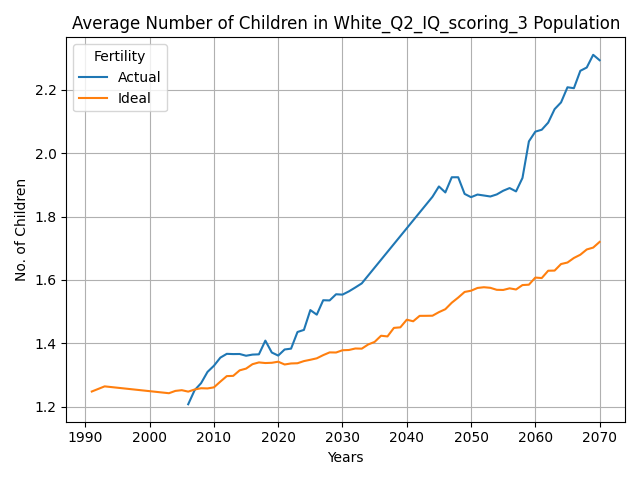 Average Number of Children in White_Q2_IQ_scoring_3 Population
Fertility
Actual
Ideal
No. of Children
2.2
2.0
1.8
1.6
1.4
1.2
1990 2000 2010 2020 2030 2040 2050 2060 2070
Years